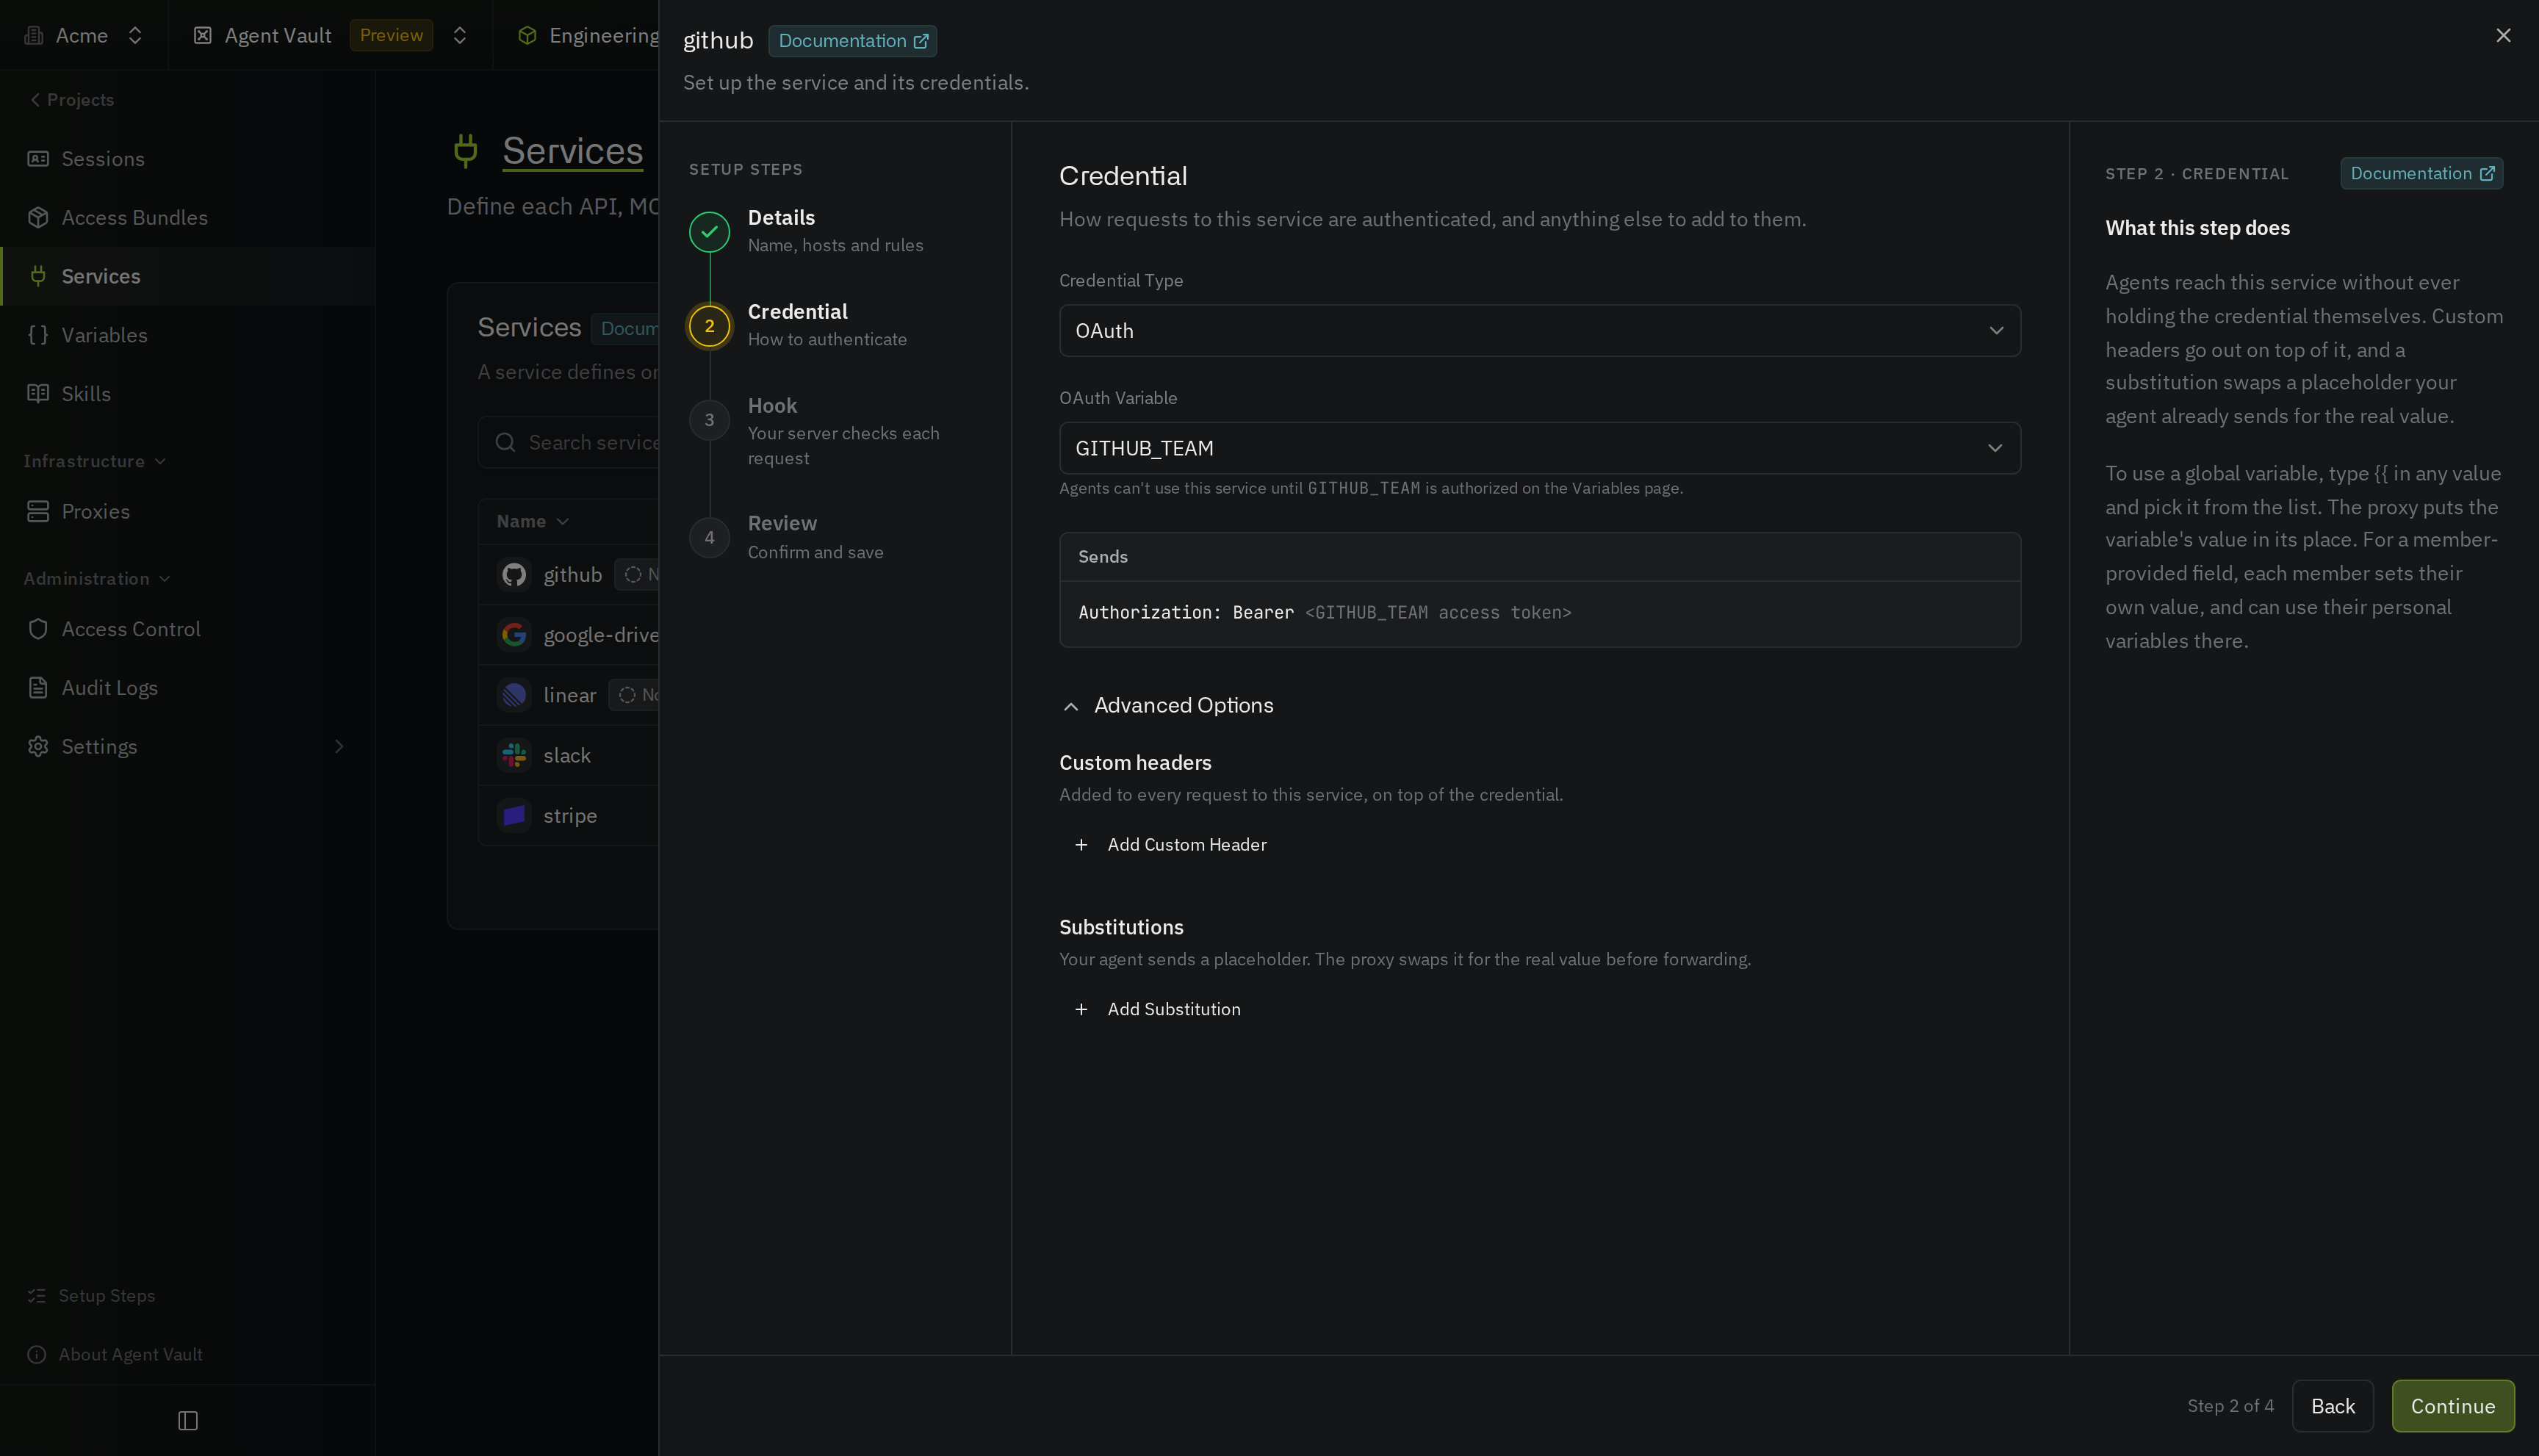 Acme
Agent Vault
Preview
Engineering
Projects
Sessions
Access Bundles
Services
Variables
Skills
Infrastructure
Proxies
Administration
Access Control
Audit Logs
Settings
Setup Steps
About Agent Vault
Services
Define each API, MC
Services
Docum
A service defines or
Search service
Name
github
N
google-drive
linear
No
slack
stripe
github
Documentation
Set up the service and its credentials.
SETUP STEPS
Details
Name, hosts and rules
2
Credential
How to authenticate
3
Hook
Your server checks each
request
4
Review
Confirm and save
Credential
How requests to this service are authenticated, and anything else to add to them.
Credential Type
OAuth
OAuth Variable
GITHUB_TEAM
Agents can't use this service until GITHUB_TEAM is authorized on the Variables page.
Sends
Authorization: Bearer <GITHUB_TEAM access token>
Advanced Options
Custom headers
Added to every request to this service, on top of the credential.
+ Add Custom Header
Substitutions
Your agent sends a placeholder. The proxy swaps it for the real value before forwarding.
+ Add Substitution
STEP 2 · CREDENTIAL
Documentation
What this step does
Agents reach this service without ever
holding the credential themselves. Custom
headers go out on top of it, and a
substitution swaps a placeholder your
agent already sends for the real value.
To use a global variable, type {{ in any value
and pick it from the list. The proxy puts the
variable's value in its place. For a member-
provided field, each member sets their
own value, and can use their personal
variables there.
Step 2 of 4
Back
Continue